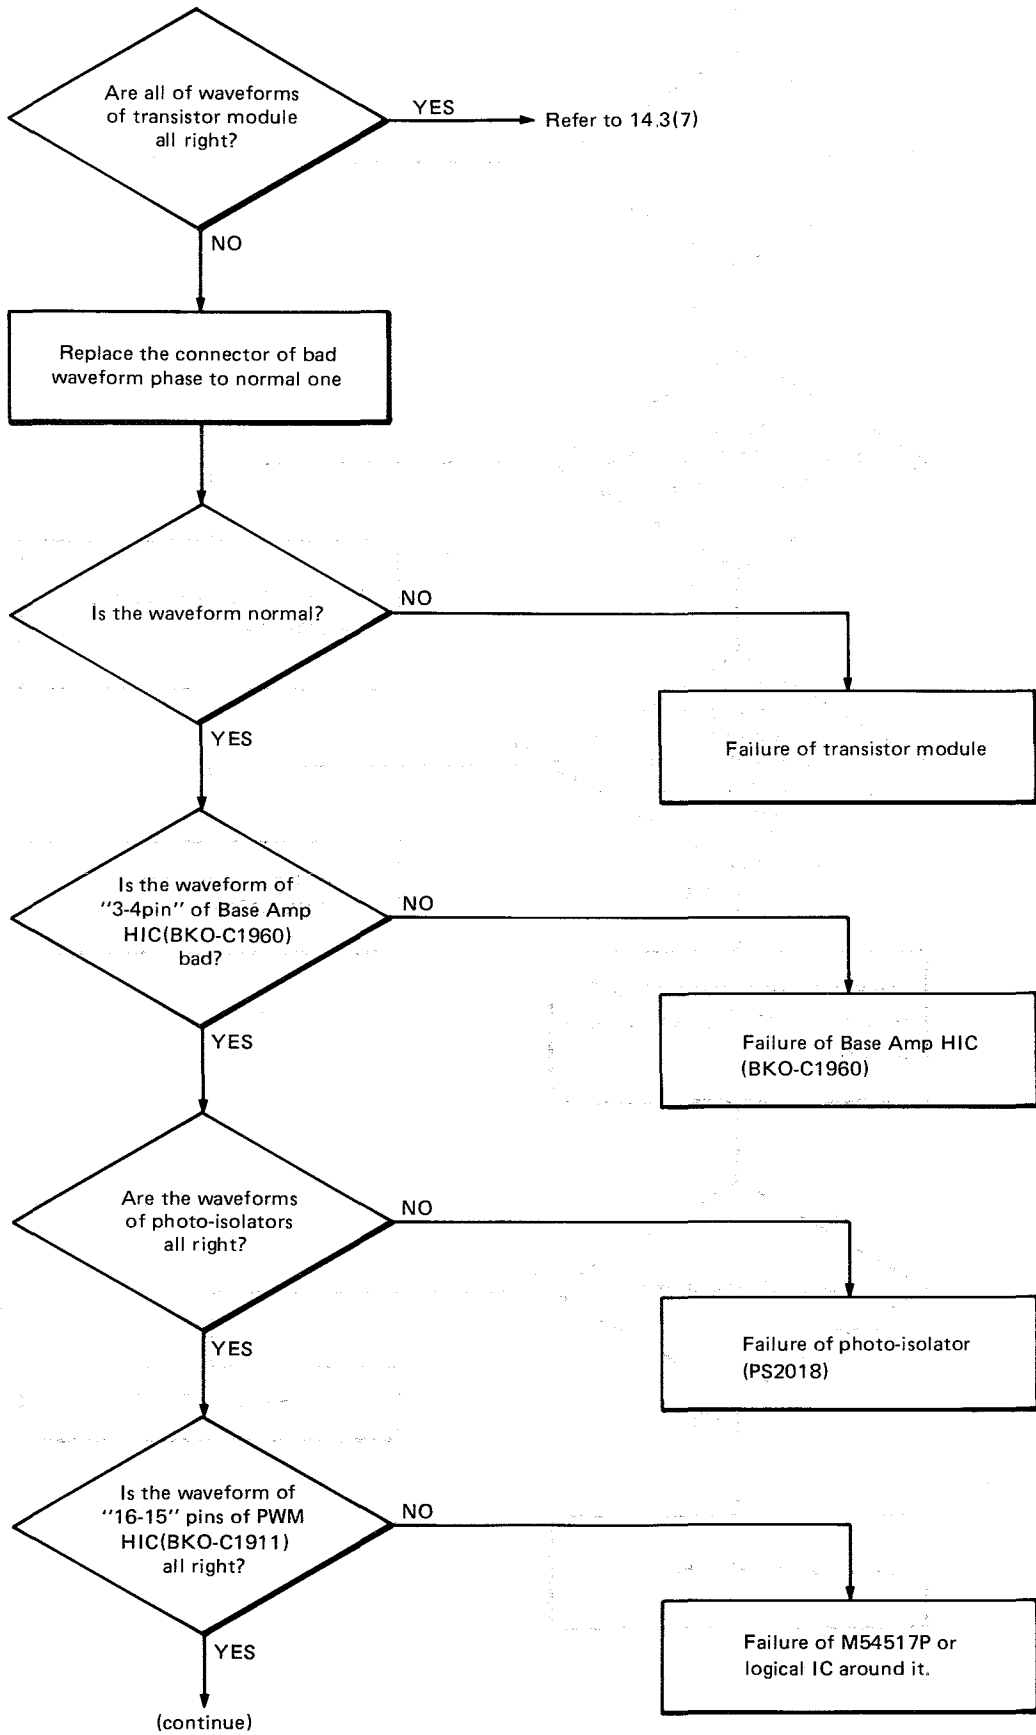 Are all of waveforms
of transistor module
all right?
YES
Refer to 14.3(7)
NO
Replace the connector of bad
waveform phase to normal one
Is the waveform normal?
NO
Failure of transistor module
YES
Is the waveform of
"3-4pin" of Base Amp
HIC(BKO-C1960)
bad?
NO
Failure of Base Amp HIC
(BKO-C1960)
YES
Are the waveforms
of photo-isolators
all right?
NO
Failure of photo-isolator
(PS2018)
YES
Is the waveform of
"16-15" pins of PWM
HIC(BKO-C1911)
all right?
NO
Failure of M54517P or
logical IC around it.
YES
(continue)